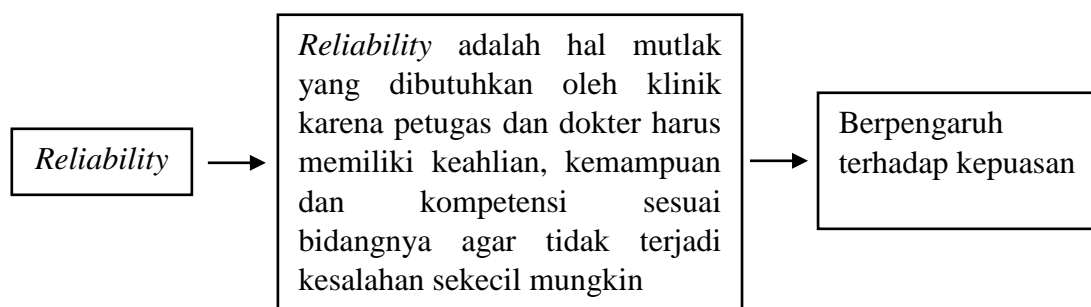 Reliability
Reliability adalah hal mutlak
yang dibutuhkan oleh klinik
karena petugas dan dokter harus
memiliki keahlian, kemampuan
dan kompetensi sesuai
bidangnya agar tidak terjadi
kesalahan sekecil mungkin
Berpengaruh
terhadap kepuasan